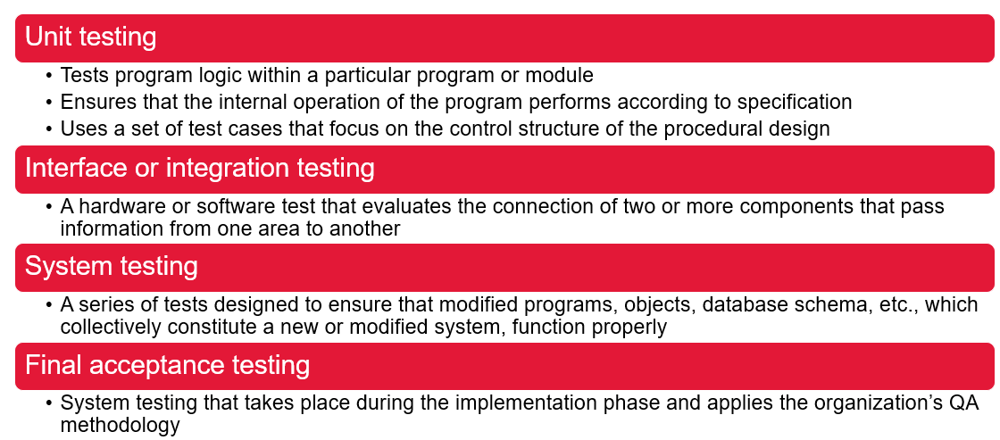 Unit testing
• Tests program logic within a particular program or module
• Ensures that the internal operation of the program performs according to specification
• Uses a set of test cases that focus on the control structure of the procedural design
Interface or integration testing
• A hardware or software test that evaluates the connection of two or more components that pass
information from one area to another
System testing
• A series of tests designed to ensure that modified programs, objects, database schema, etc., which
collectively constitute a new or modified system, function properly
Final acceptance testing
• System testing that takes place during the implementation phase and applies the organization’s QA
methodology